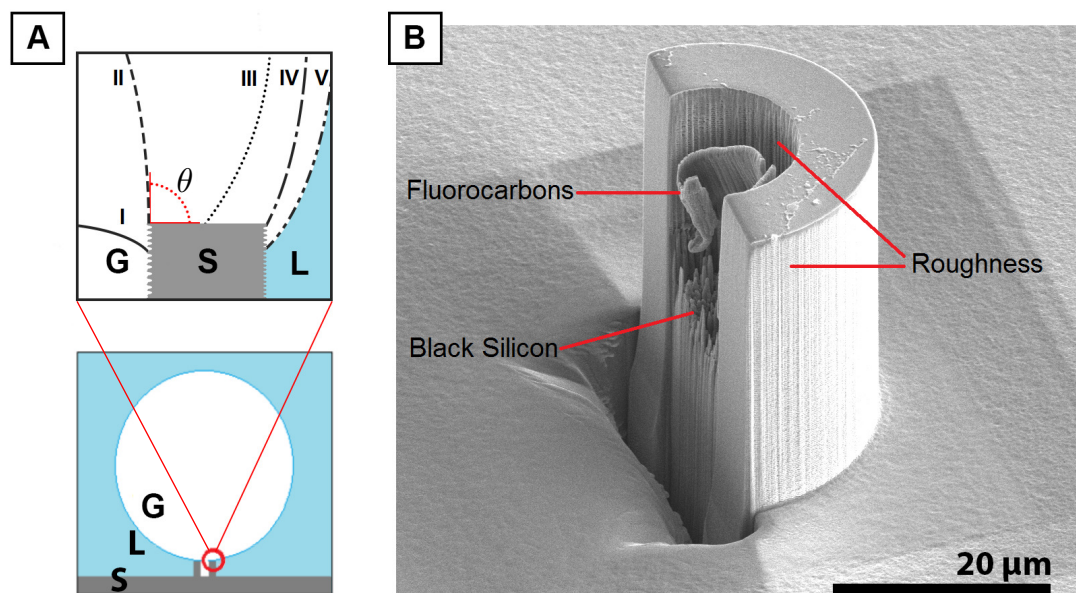 A
II
III
IV
V
θ
I
G
S
L
G
L
S
B
Fluorocarbons
Roughness
Black Silicon
20 µm